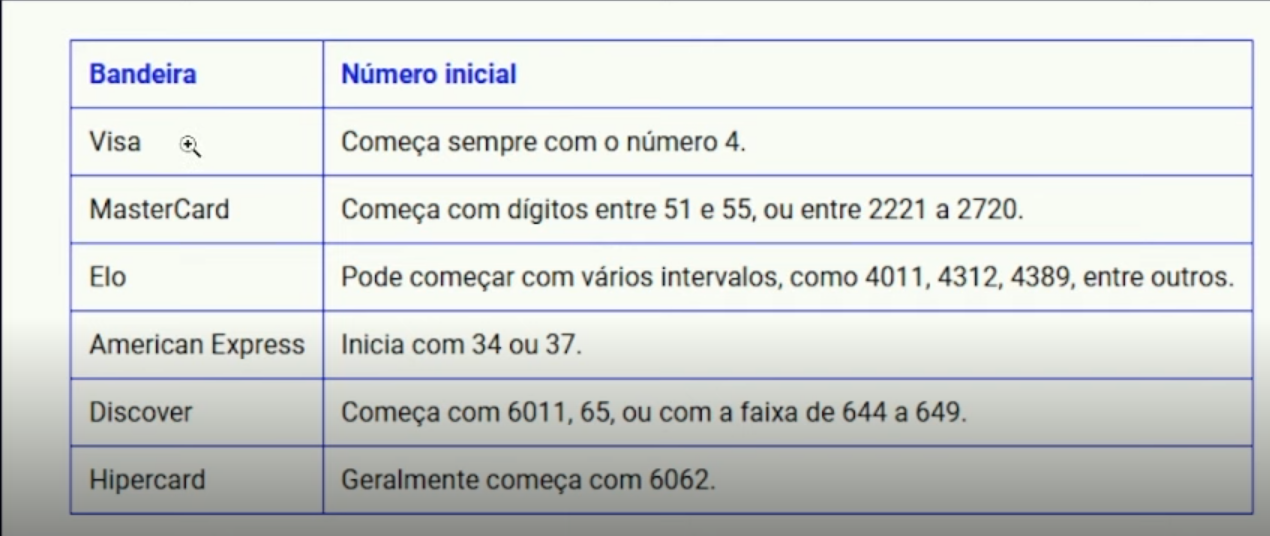 Bandeira Número inicial
Visa Começa sempre com o número 4.
MasterCard Começa com dígitos entre 51 e 55, ou entre 2221 a 2720.
Elo Pode começar com vários intervalos, como 4011, 4312, 4389, entre outros.
American Express Inicia com 34 ou 37.
Discover Começa com 6011, 65, ou com a faixa de 644 a 649.
Hipercard Geralmente começa com 6062.